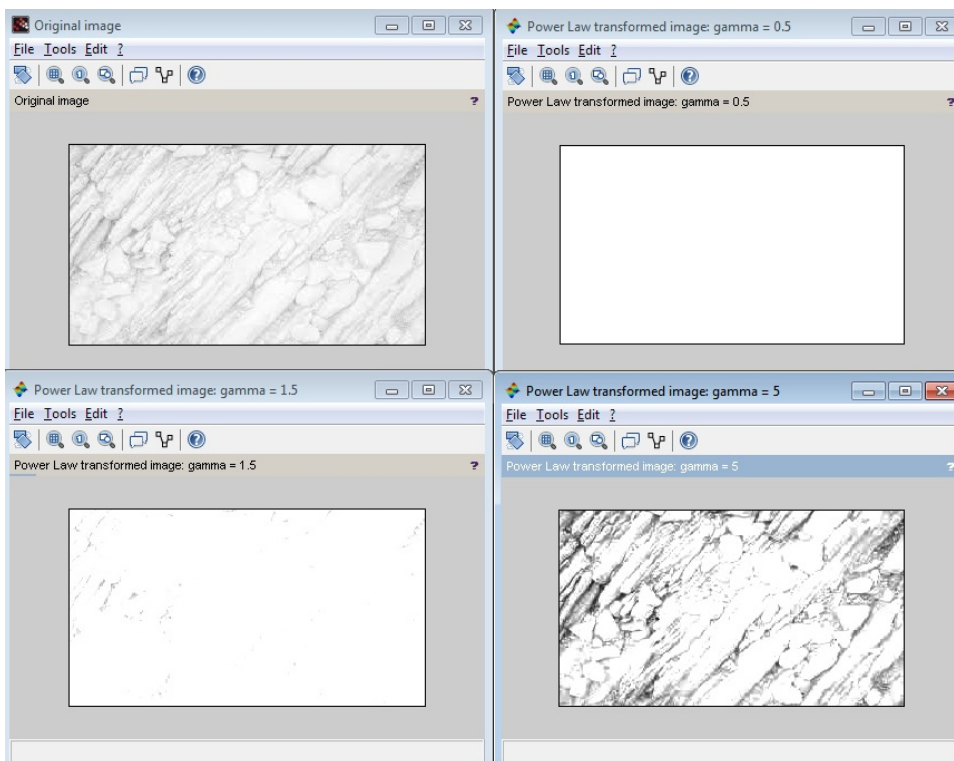 Original image
File Tools Edit ?
Original image ?
Power Law transformed image: gamma = 0.5
File Tools Edit ?
Power Law transformed image: gamma = 0.5 ?
Power Law transformed image: gamma = 1.5
File Tools Edit ?
Power Law transformed image: gamma = 1.5 ?
Power Law transformed image: gamma = 5
File Tools Edit ?
Power Law transformed image: gamma = 5 ?